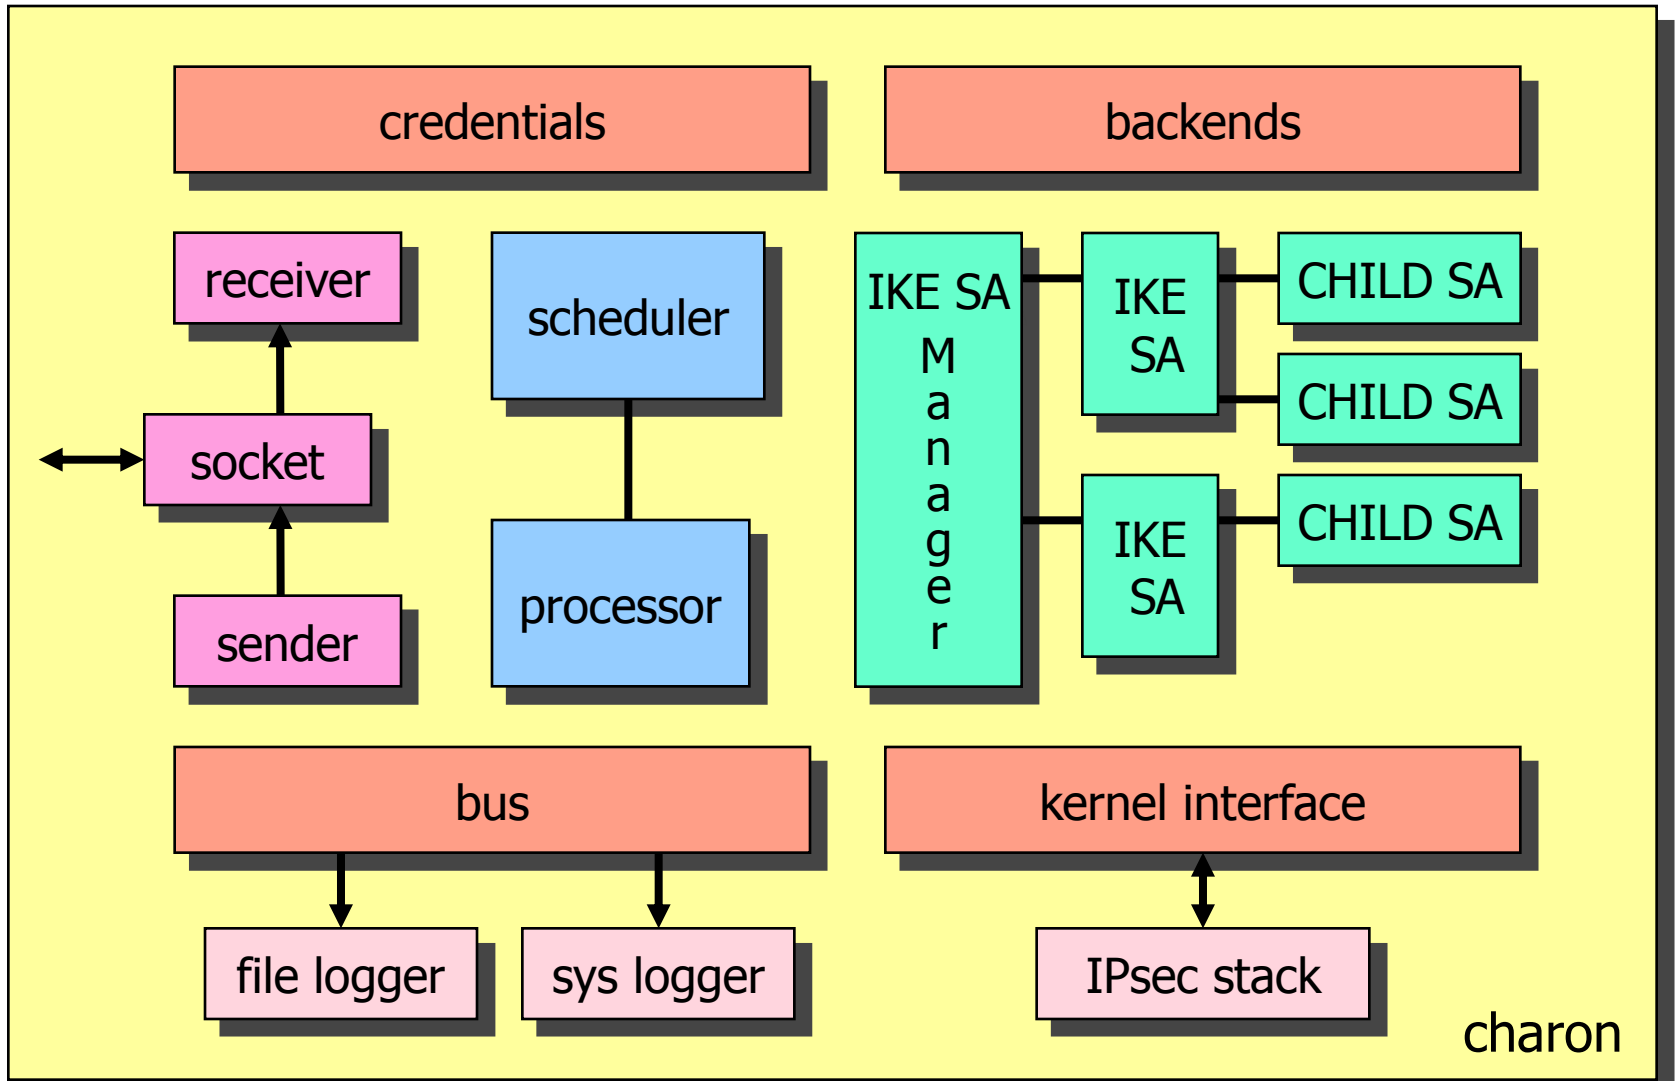 credentials
backends
receiver
scheduler
IKE SA
Manager
IKE
SA
CHILD SA
CHILD SA
socket
IKE
SA
CHILD SA
sender
processor
bus
kernel interface
file logger
sys logger
IPsec stack
charon